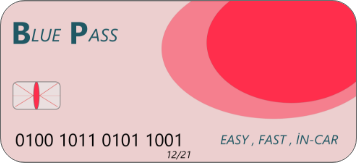 BLUE PASS
0100 1011 0101 1001
12/21
EASY , FAST , İN-CAR